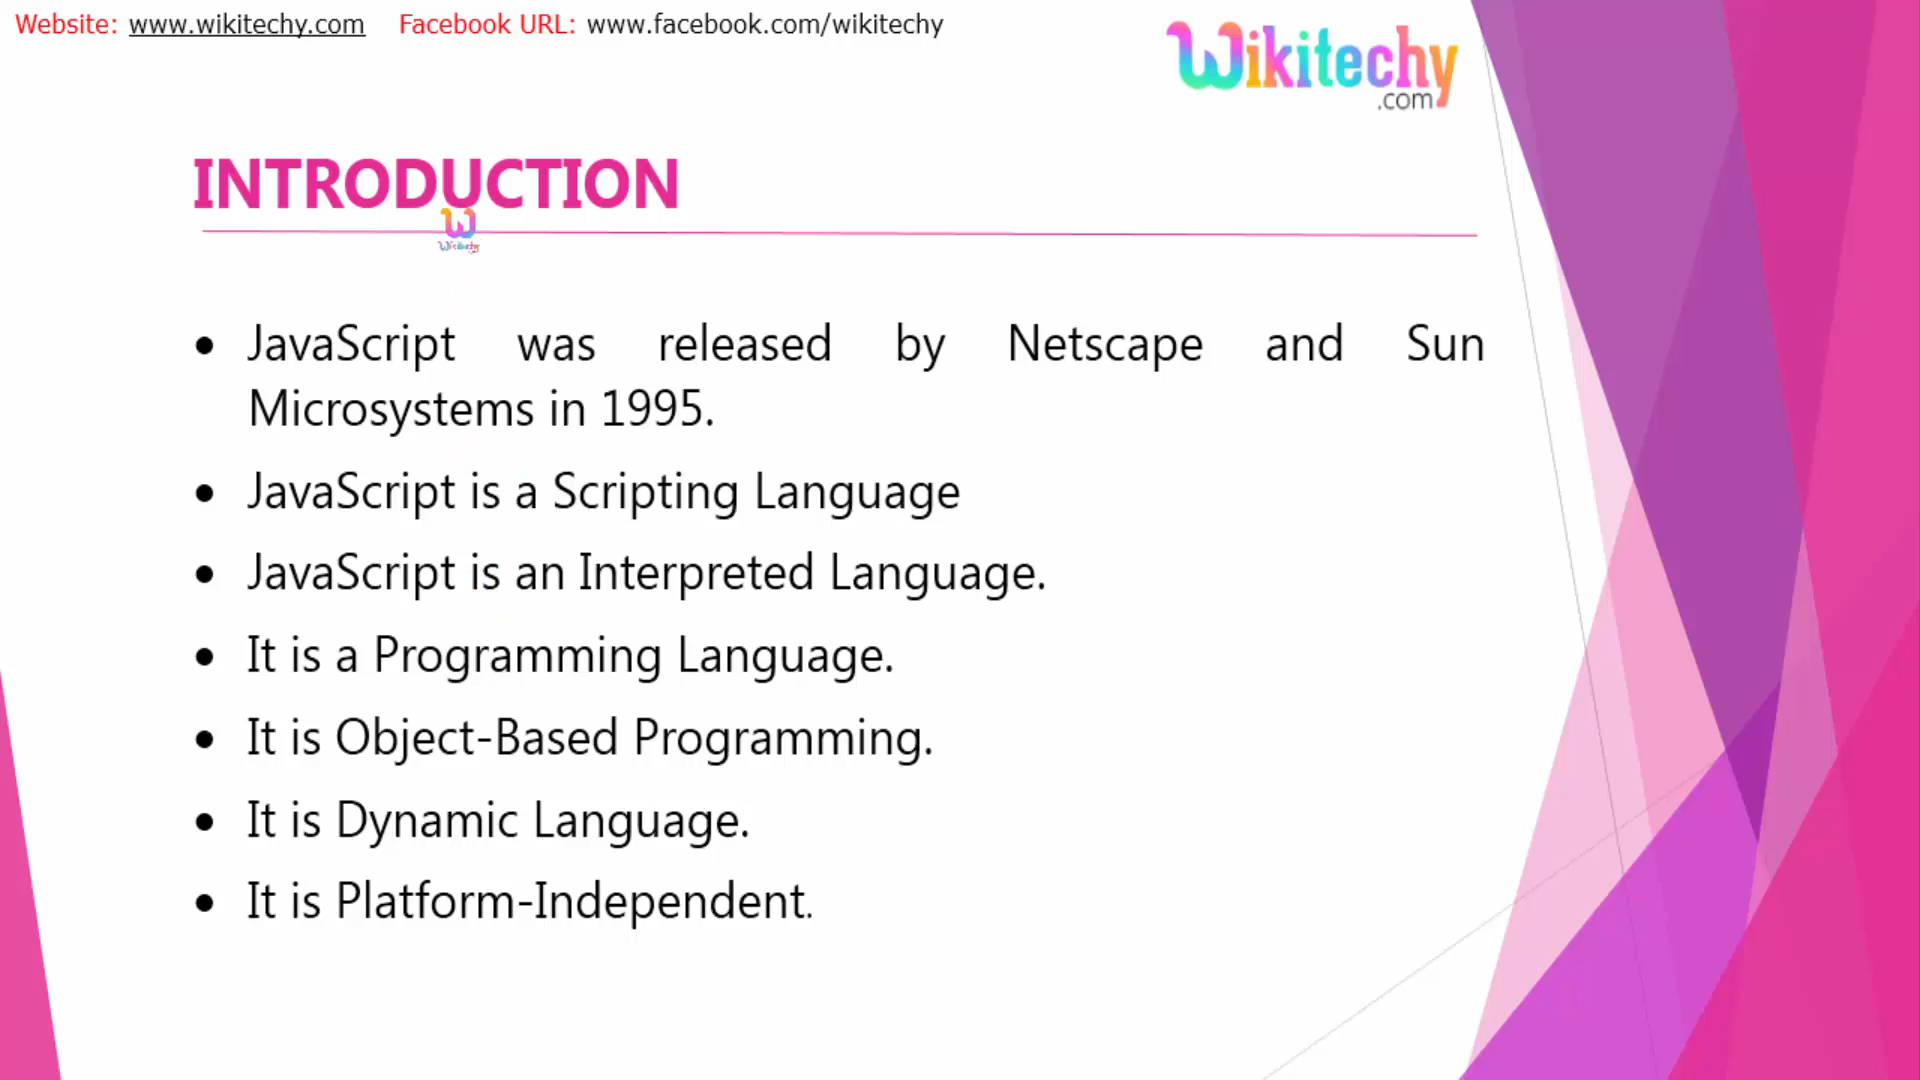 Website: www.wikitechy.com Facebook URL: www.facebook.com/wikitechy
Wikitechy
.com
INTRODUCTION
W
Wikitechy
• JavaScript was released by Netscape and Sun
Microsystems in 1995.
• JavaScript is a Scripting Language
• JavaScript is an Interpreted Language.
• It is a Programming Language.
• It is Object-Based Programming.
• It is Dynamic Language.
• It is Platform-Independent.